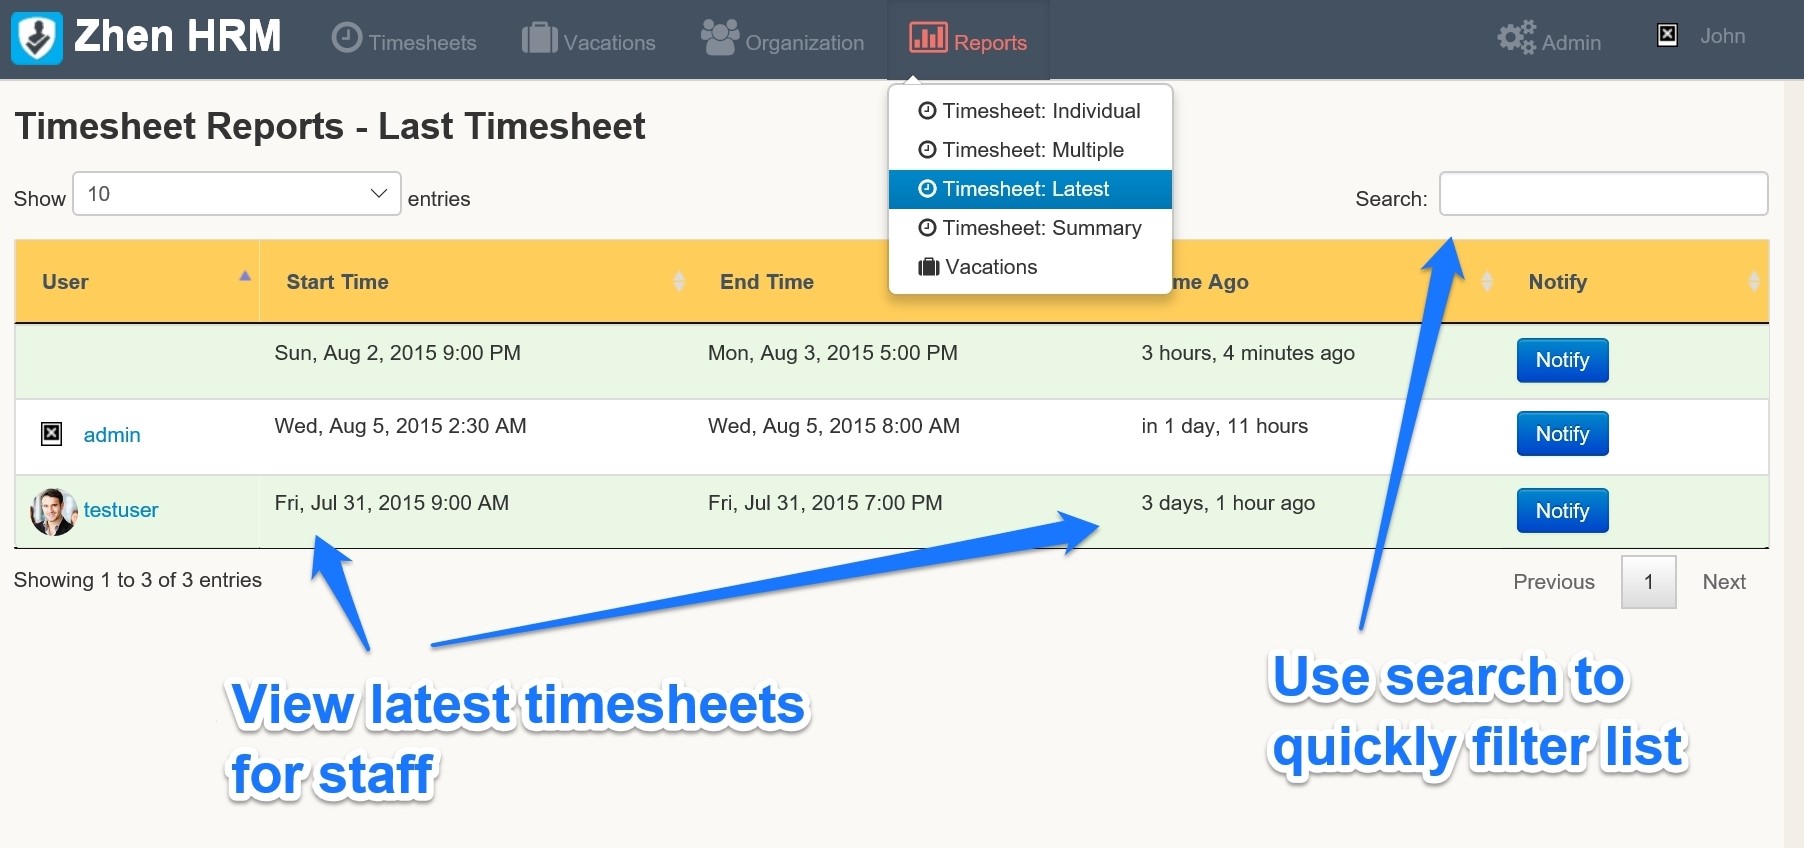 Zhen HRM
Timesheets
Vacations
Organization
Reports
Admin
John
Timesheet: Individual
Timesheet: Multiple
Timesheet: Latest
Timesheet: Summary
Vacations
Timesheet Reports - Last Timesheet
Show 10 entries
Search:
User Start Time End Time me Ago Notify
Sun, Aug 2, 2015 9:00 PM Mon, Aug 3, 2015 5:00 PM 3 hours, 4 minutes ago Notify
admin Wed, Aug 5, 2015 2:30 AM Wed, Aug 5, 2015 8:00 AM in 1 day, 11 hours Notify
testuser Fri, Jul 31, 2015 9:00 AM Fri, Jul 31, 2015 7:00 PM 3 days, 1 hour ago Notify
Showing 1 to 3 of 3 entries
Previous 1 Next
View latest timesheets
for staff
Use search to
quickly filter list